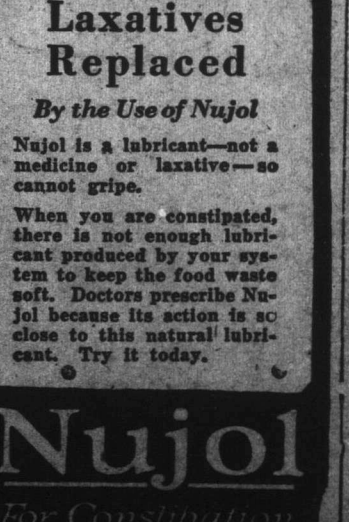 Laxatives
Replaced
By the Use of Nujol
Nujol is a lubricant—not a
medicine or laxative—so
cannot gripe.
When you are constipated,
there is not enough lubri-
cant produced by your sys-
tem to keep the food waste
soft. Doctors prescribe Nu-
jol because its action is so
close to this natural lubri-
cant. Try it today.
Nujol
For Constipation